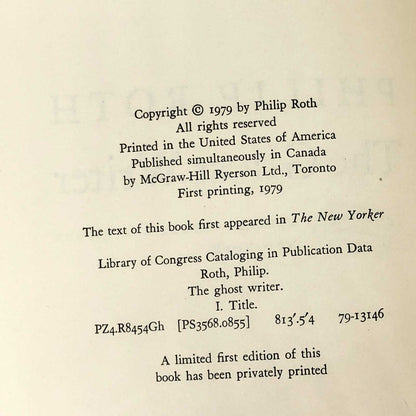 Copyright © 1979 by Philip Roth
All rights reserved
Printed in the United States of America
Published simultaneously in Canada
by McGraw-Hill Ryerson Ltd., Toronto
First printing, 1979
The text of this book first appeared in The New Yorker
Library of Congress Cataloging in Publication Data
Roth, Philip.
The ghost writer.
I. Title.
PZ4.R8454Gh [PS3568.0855] 813'.5'4 79-13146
A limited first edition of this
book has been privately printed